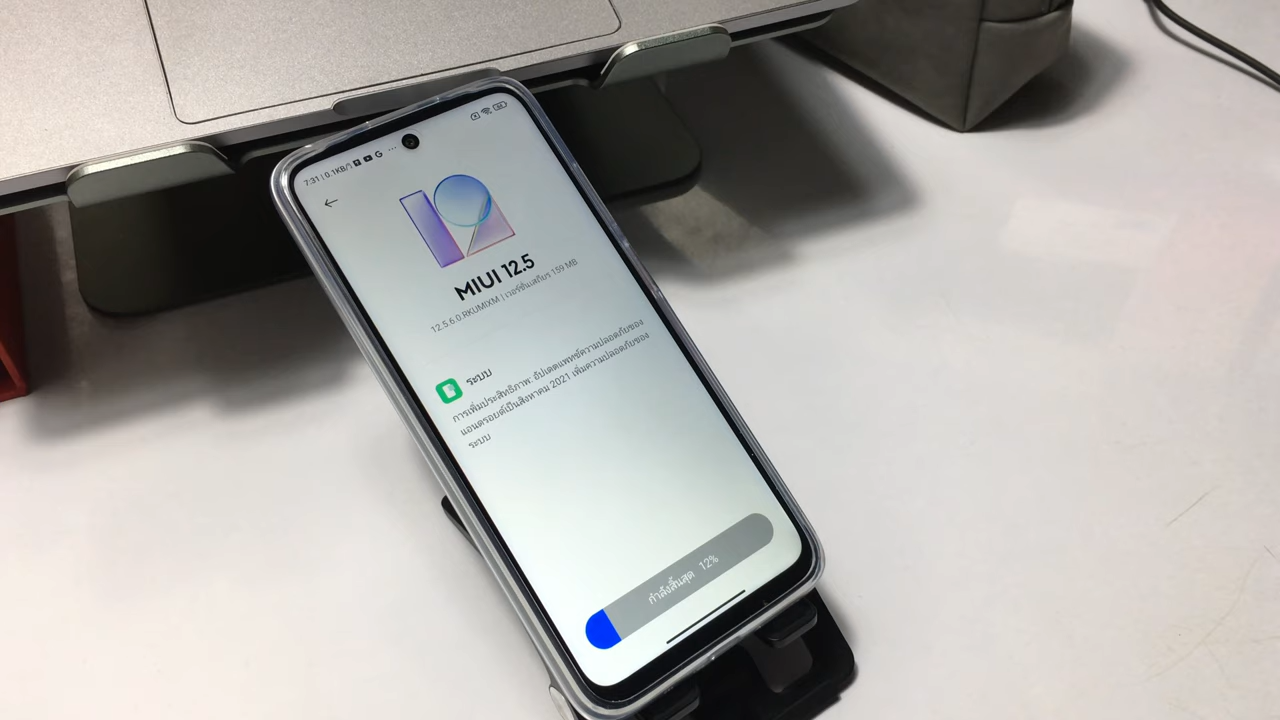 7:31 | 0.1KB/
MIUI 12.5
12.5.6.0.RKUMIXM | เวอร์ชั่นเสถียร 159 MB
ระบบ
การเพิ่มประสิทธิภาพ: อัปเดตแพทช์ความปลอดภัยของ
แอนดรอยด์เป็นสิงหาคม 2021 เพิ่มความปลอดภัยของ
ระบบ
กำลังสิ้นสุด 12%